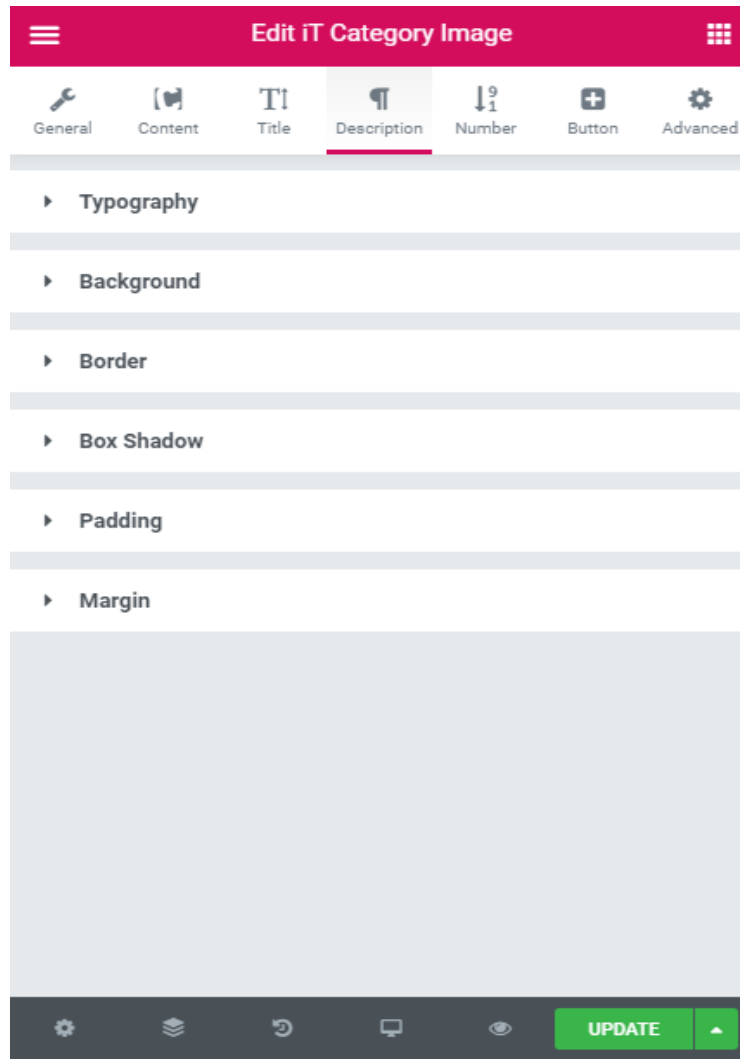 Edit iT Category Image
General Content Title Description Number Button Advanced
Typography
Background
Border
Box Shadow
Padding
Margin
UPDATE